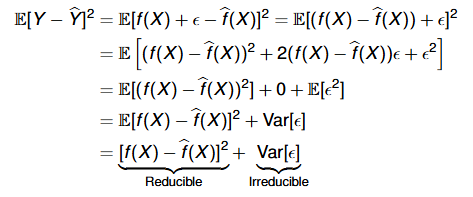 𝔼[Y − Ŷ]² = 𝔼[f(X) + ϵ − f̂(X)]² = 𝔼[(f(X) − f̂(X)) + ϵ]²
= 𝔼 [(f(X) − f̂(X))² + 2(f(X) − f̂(X))ϵ + ϵ²]
= 𝔼[(f(X) − f̂(X))²] + 0 + 𝔼[ϵ²]
= 𝔼[f(X) − f̂(X)]² + Var[ϵ]
= [f(X) − f̂(X)]² + Var[ϵ]
Reducible Irreducible